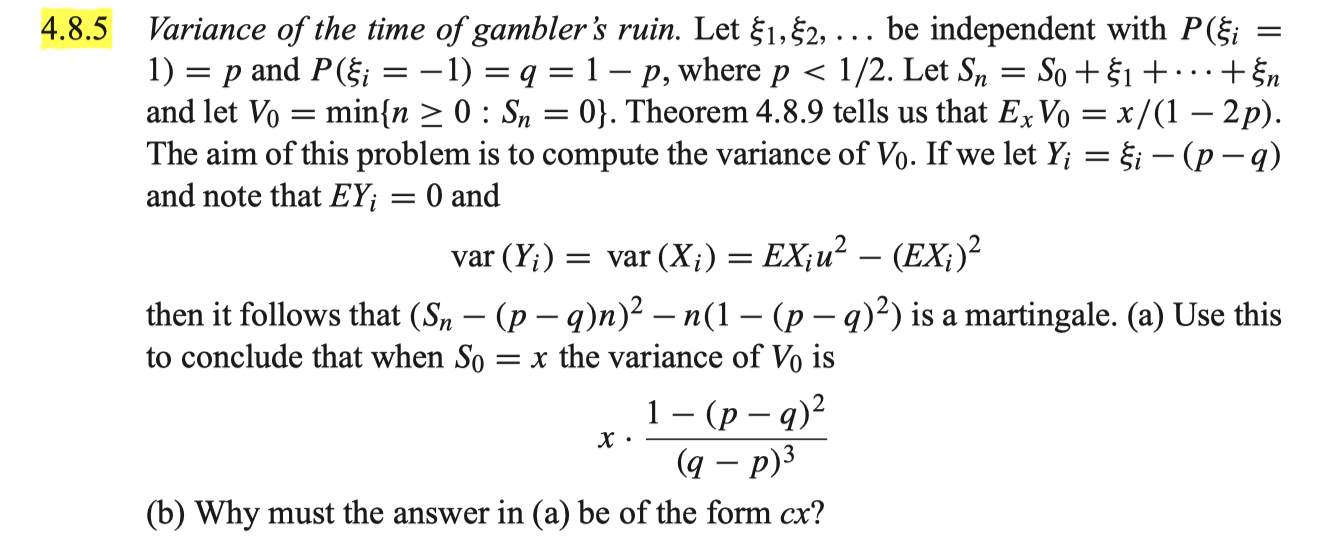 4.8.5 Variance of the time of gambler's ruin. Let ξ1, ξ2, ... be independent with P(ξi =
1) = p and P(ξi = −1) = q = 1 − p, where p < 1/2. Let Sn = S0 + ξ1 + ··· + ξn
and let V0 = min{n ≥ 0 : Sn = 0}. Theorem 4.8.9 tells us that ExV0 = x/(1 − 2p).
The aim of this problem is to compute the variance of V0. If we let Yi = ξi − (p − q)
and note that EYi = 0 and
var (Yi) = var (Xi) = EXiu² − (EXi)²
then it follows that (Sn − (p − q)n)² − n(1 − (p − q)²) is a martingale. (a) Use this
to conclude that when S0 = x the variance of V0 is
x · 1 − (p − q)²
(q − p)³
(b) Why must the answer in (a) be of the form cx?